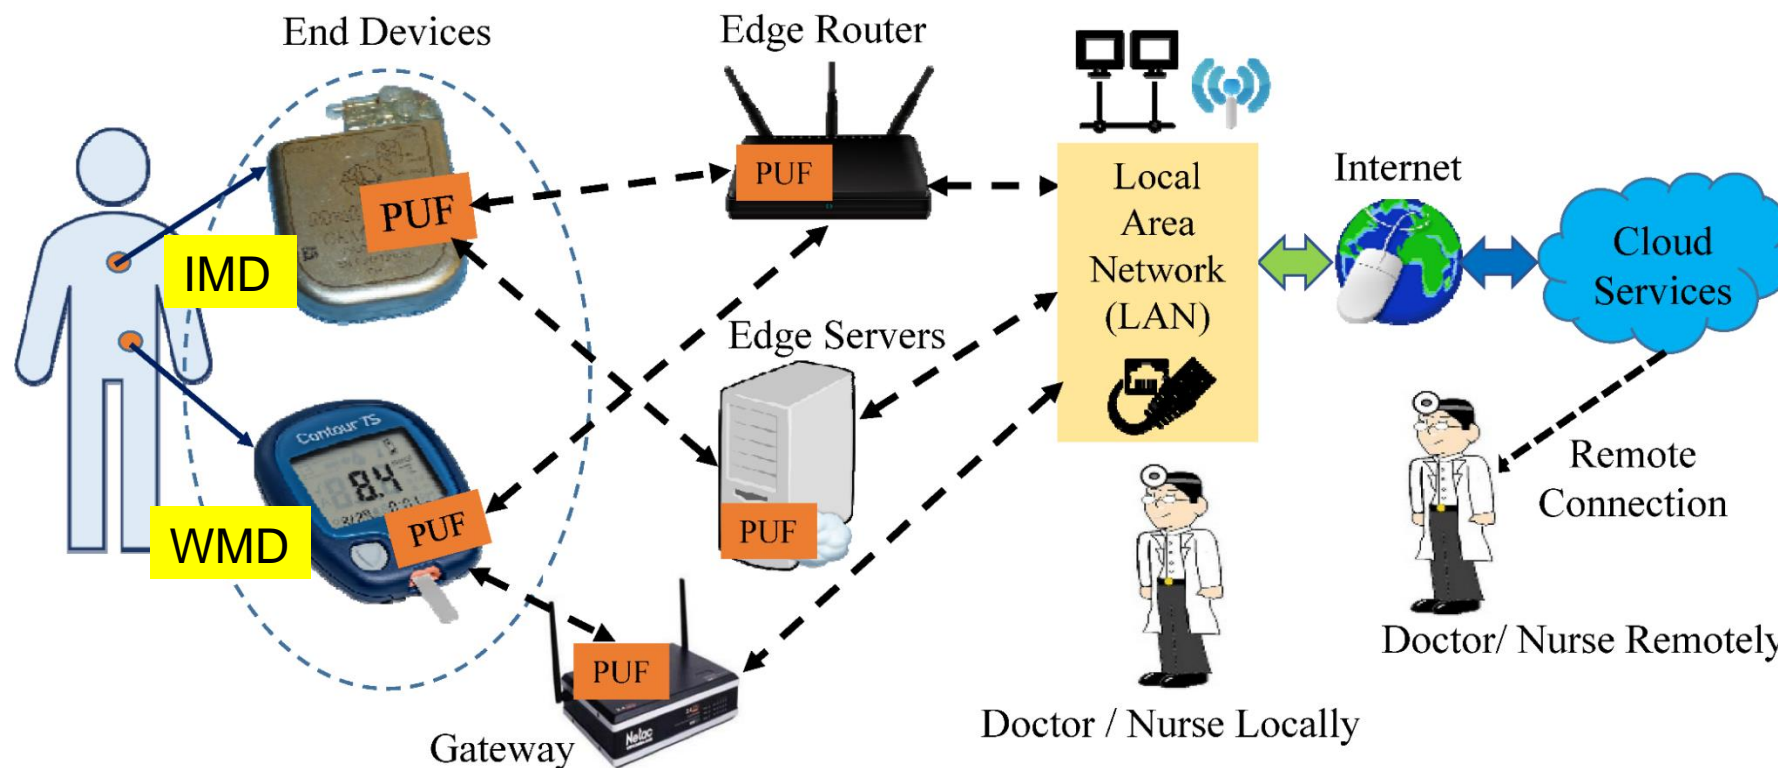 End Devices
Edge Router
PUF
PUF
IMD
Local
Area
Network
(LAN)
Internet
Cloud
Services
Edge Servers
Contour TS
8.4
PUF
WMD
PUF
Remote
Connection
PUF
Netac
Gateway
Doctor / Nurse Locally
Doctor/ Nurse Remotely